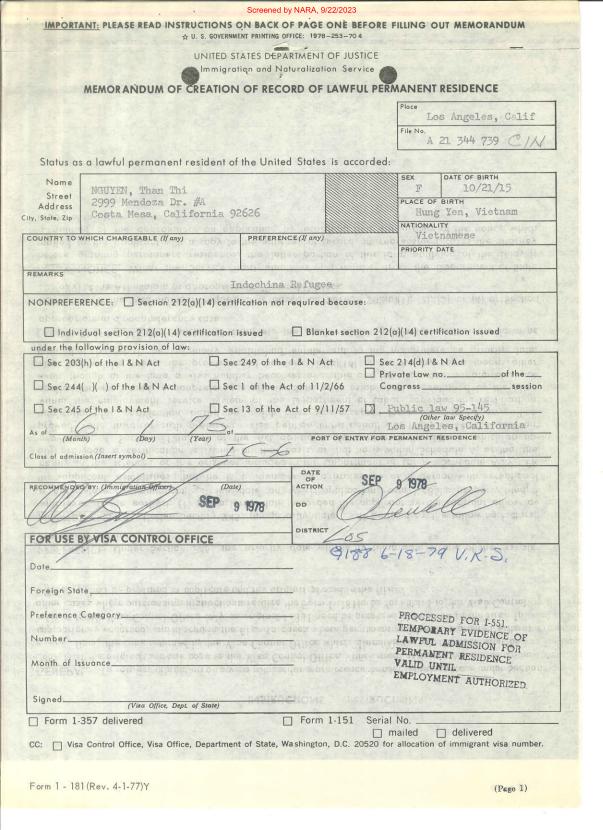 Screened by NARA, 9/22/2023
IMPORTANT: PLEASE READ INSTRUCTIONS ON BACK OF PAGE ONE BEFORE FILLING OUT MEMORANDUM
☆ U. S. GOVERNMENT PRINTING OFFICE: 1978-253-704
UNITED STATES DEPARTMENT OF JUSTICE
Immigration and Naturalization Service
MEMORANDUM OF CREATION OF RECORD OF LAWFUL PERMANENT RESIDENCE
Place
Los Angeles, Calif
File No.
A 21 344 739 CIN
Status as a lawful permanent resident of the United States is accorded:
Name
Street
Address
City, State, Zip
NGUYEN, Than Thi
2999 Mendoza Dr. #A
Costa Mesa, California 92626
SEX
F
DATE OF BIRTH
10/21/15
PLACE OF BIRTH
Hung Yen, Vietnam
NATIONALITY
Vietnamese
COUNTRY TO WHICH CHARGEABLE (If any)
PREFERENCE (If any)
PRIORITY DATE
REMARKS
Indochina Refugee
NONPREFERENCE: ☐ Section 212(a)(14) certification not required because:
☐ Individual section 212(a)(14) certification issued ☐ Blanket section 212(a)(14) certification issued
under the following provision of law:
☐ Sec 203(h) of the I & N Act ☐ Sec 249 of the I & N Act ☐ Sec 214(d) I & N Act
☐ Private Law no. of the
☐ Sec 244( )( ) of the I & N Act ☐ Sec 1 of the Act of 11/2/66 Congress session
☐ Sec 245 of the I & N Act ☐ Sec 13 of the Act of 9/11/57 ☒ Public law 95-145
(Other law Specify)
As of 6 1 75 at Los Angeles, California
(Month) (Day) (Year) PORT OF ENTRY FOR PERMANENT RESIDENCE
Class of admission (Insert symbol) IC-6
RECOMMENDED BY: (Immigration Officer) (Date)
SEP 9 1978
DATE OF ACTION
SEP 9 1978
DD
DISTRICT
LOS
FOR USE BY VISA CONTROL OFFICE
6-18-79 V.K.S.
Date
Foreign State
Preference Category
Number
Month of Issuance
Signed
(Visa Office, Dept. of State)
PROCESSED FOR I-551.
TEMPORARY EVIDENCE OF
LAWFUL ADMISSION FOR
PERMANENT RESIDENCE
VALID UNTIL
EMPLOYMENT AUTHORIZED
☐ Form 1-357 delivered ☐ Form 1-151 Serial No.
☐ mailed ☐ delivered
CC: ☐ Visa Control Office, Visa Office, Department of State, Washington, D.C. 20520 for allocation of immigrant visa number.
Form 1 - 181 (Rev. 4-1-77)Y
(Page 1)